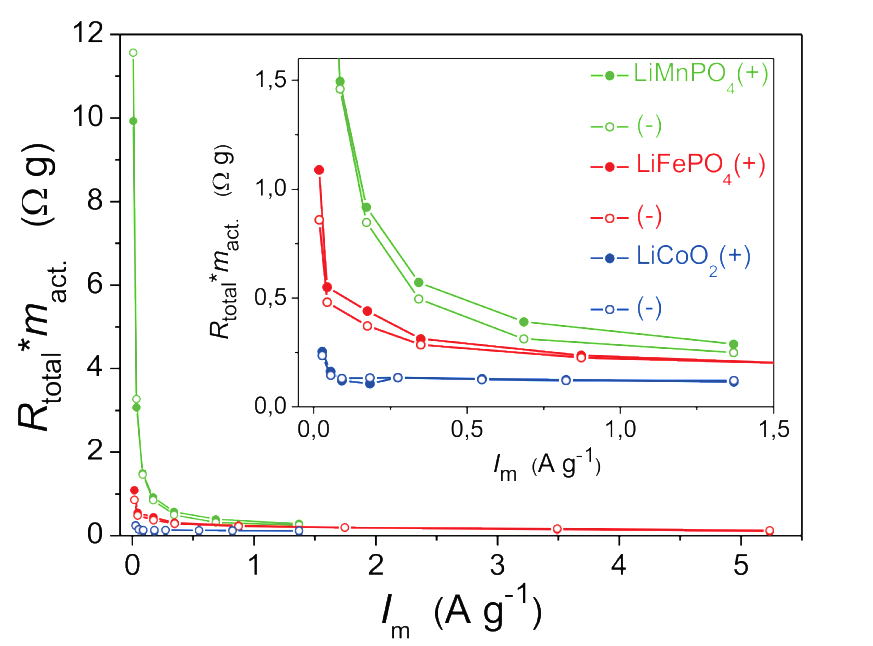 12
10
8
6
4
2
0
R_total*m_act. (Ω g)
0 1 2 3 4 5
I_m (A g⁻¹)
1,5
1,0
0,5
0,0
R_total*m_act. (Ω g)
0,0 0,5 1,0 1,5
I_m (A g⁻¹)
LiMnPO₄(+)
(-)
LiFePO₄(+)
(-)
LiCoO₂(+)
(-)